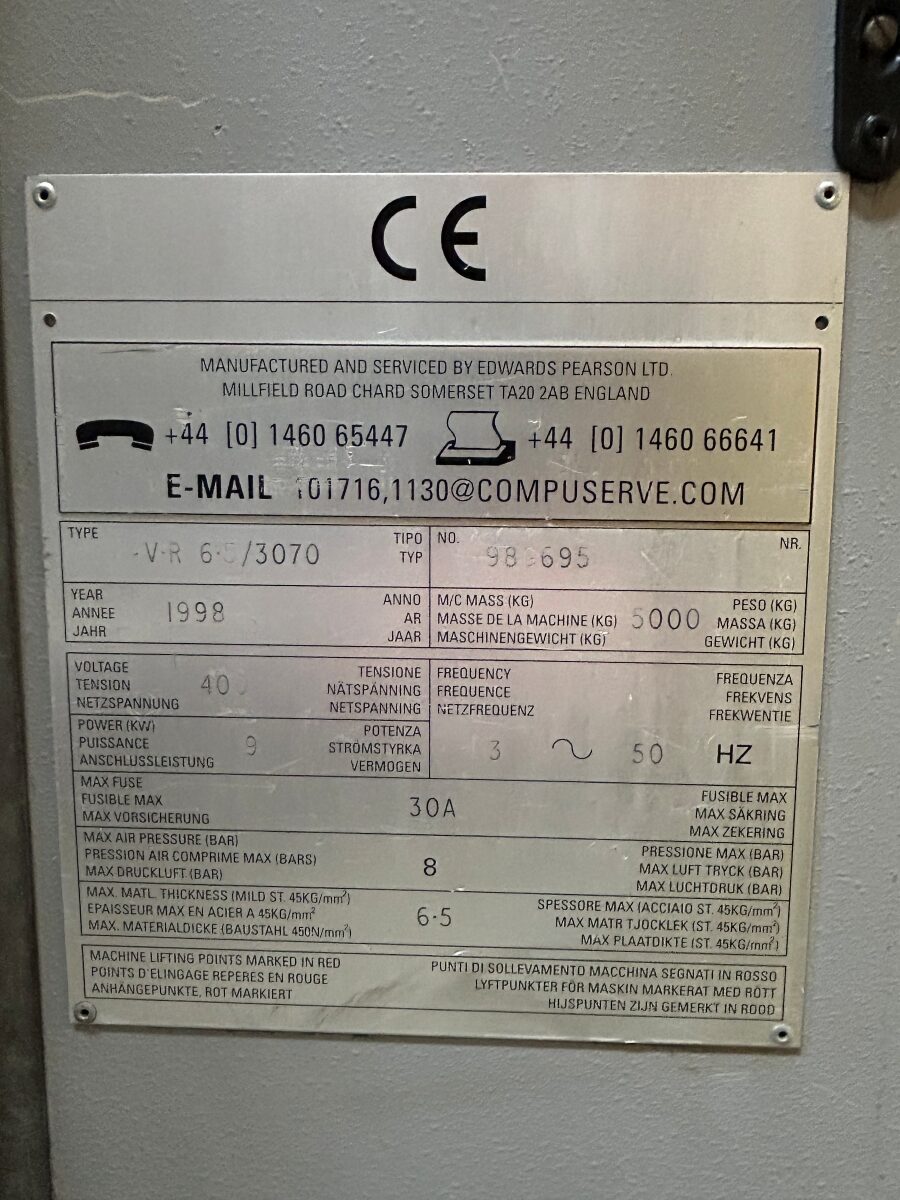 CE
MANUFACTURED AND SERVICED BY EDWARDS PEARSON LTD.
MILLFIELD ROAD CHARD SOMERSET TA20 2AB ENGLAND
+44 [0] 1460 65447 +44 [0] 1460 66641
E-MAIL 101716,1130@COMPUSERVE.COM
TYPE TIPO TYP
NO. NR.
YEAR ANNEE JAHR 1998 ANNO AR JAAR
M/C MASS (KG) PESO (KG)
MASSE DE LA MACHINE (KG) 5000 MASSA (KG)
MASCHINENGEWICHT (KG) GEWICHT (KG)
VOLTAGE TENSIONE
TENSION NÄTSPÄNNING
NETZSPANNUNG NETSPANNING
FREQUENCY FREQUENZA
FREQUENCE FREKVENS
NETZFREQUENZ FREKWENTIE
3 ~ 50 HZ
POWER (KW) POTENZA
PUISSANCE 9 STRÖMSTYRKA
ANSCHLUSSLEISTUNG VERMOGEN
MAX FUSE FUSIBLE MAX
FUSIBLE MAX 30A MAX SÄKRING
MAX VORSICHERUNG MAX ZEKERING
MAX AIR PRESSURE (BAR) PRESSIONE MAX (BAR)
PRESSION AIR COMPRIME MAX (BARS) 8 MAX LUFT TRYCK (BAR)
MAX DRUCKLUFT (BAR) MAX LUCHTDRUK (BAR)
MAX. MATL. THICKNESS (MILD ST. 45KG/mm²) SPESSORE MAX (ACCIAIO ST. 45KG/mm²)
EPAISSEUR MAX EN ACIER A 45KG/mm² 6·5 MAX MATR TJOCKLEK (ST. 45KG/mm²)
MAX. MATERIALDICKE (BAUSTAHL 450N/mm²) MAX PLAATDIKTE (ST. 45KG/mm²)
MACHINE LIFTING POINTS MARKED IN RED PUNTI DI SOLLEVAMENTO MACCHINA SEGNATI IN ROSSO
POINTS D'ELINGAGE REPERES EN ROUGE LYFTPUNKTER FÖR MASKIN MARKERAT MED RÖTT
ANHÄNGEPUNKTE, ROT MARKIERT HIJSPUNTEN ZIJN GEMERKT IN ROOD